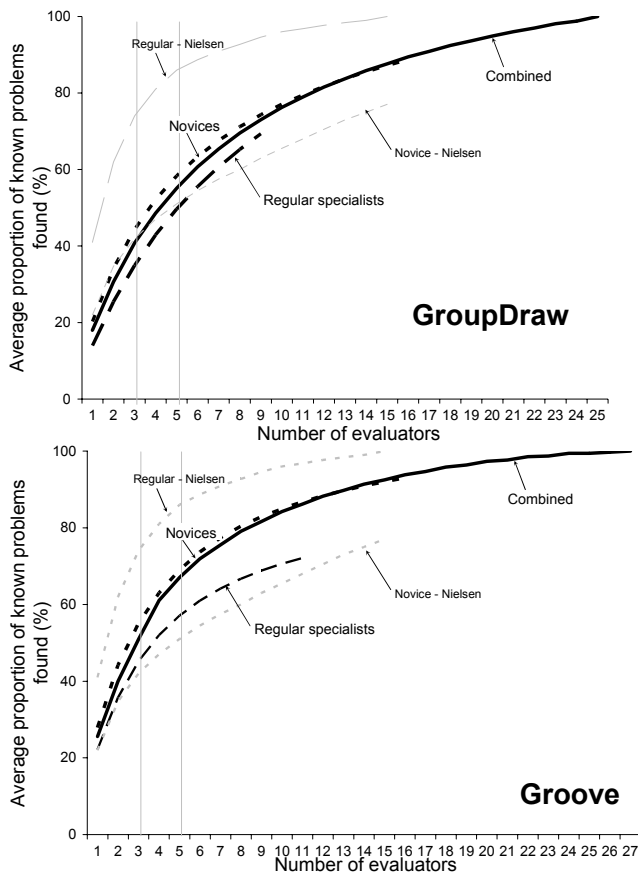 Average proportion of known problems
found (%)
100
80
60
40
20
0
Regular - Nielsen
Novices
Combined
Novice - Nielsen
Regular specialists
GroupDraw
1 2 3 4 5 6 7 8 9 10 11 12 13 14 15 16 17 18 19 20 21 22 23 24 25
Number of evaluators
Average proportion of known problems
found (%)
100
80
60
40
20
0
Regular - Nielsen
Novices
Combined
Novice - Nielsen
Regular specialists
Groove
1 2 3 4 5 6 7 8 9 10 11 12 13 14 15 16 17 18 19 20 21 22 23 24 25 26 27
Number of evaluators